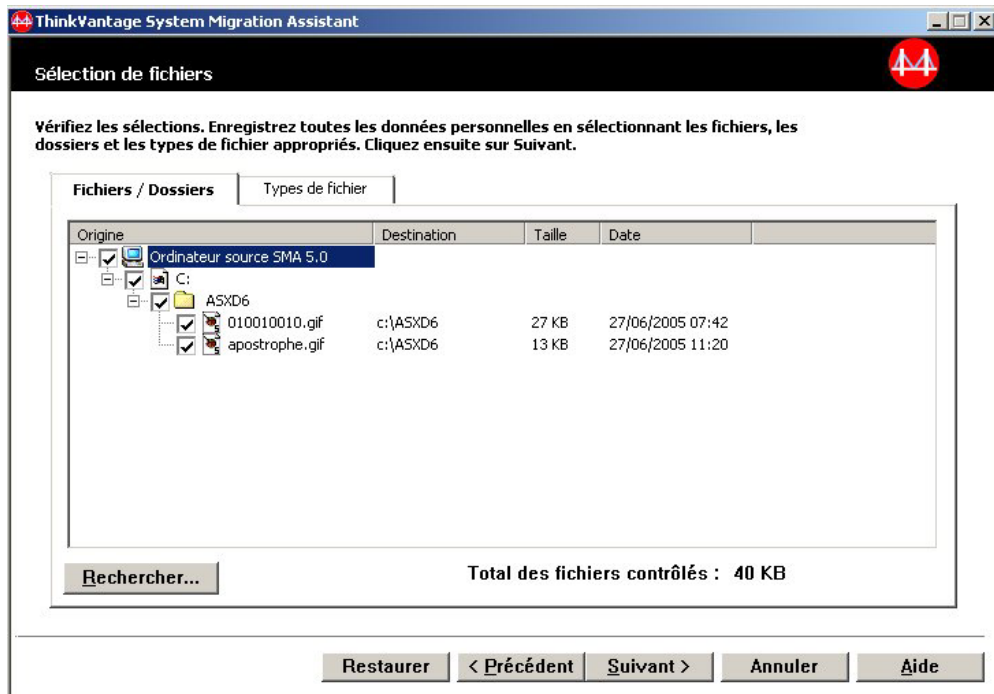 ThinkVantage System Migration Assistant
Sélection de fichiers
Vérifiez les sélections. Enregistrez toutes les données personnelles en sélectionnant les fichiers, les
dossiers et les types de fichier appropriés. Cliquez ensuite sur Suivant.
Fichiers / Dossiers Types de fichier
Origine Destination Taille Date
Ordinateur source SMA 5.0
C:
ASXD6
010010010.gif c:\ASXD6 27 KB 27/06/2005 07:42
apostrophe.gif c:\ASXD6 13 KB 27/06/2005 11:20
Rechercher... Total des fichiers contrôlés : 40 KB
Restaurer < Précédent Suivant > Annuler Aide